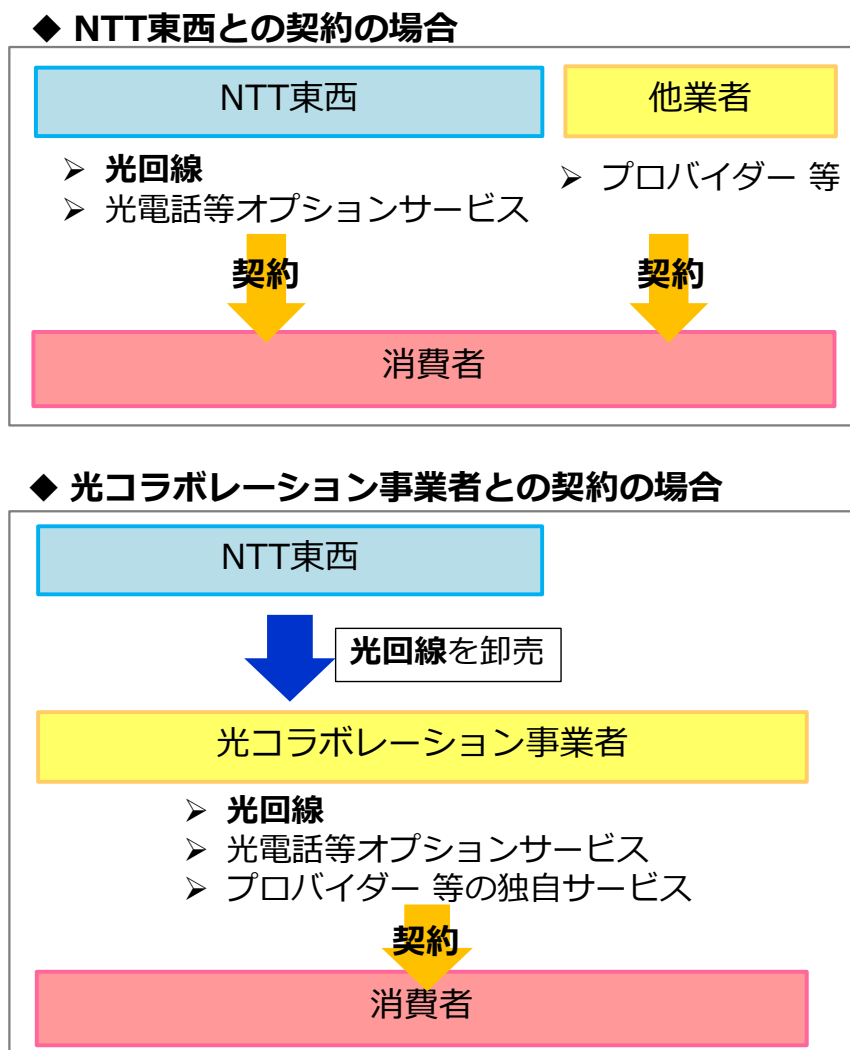 ◆ NTT東西との契約の場合
NTT東西
他業者
➢ 光回線
➢ 光電話等オプションサービス
➢ プロバイダー 等
契約
契約
消費者
◆ 光コラボレーション事業者との契約の場合
NTT東西
光回線を卸売
光コラボレーション事業者
➢ 光回線
➢ 光電話等オプションサービス
➢ プロバイダー 等の独自サービス
契約
消費者